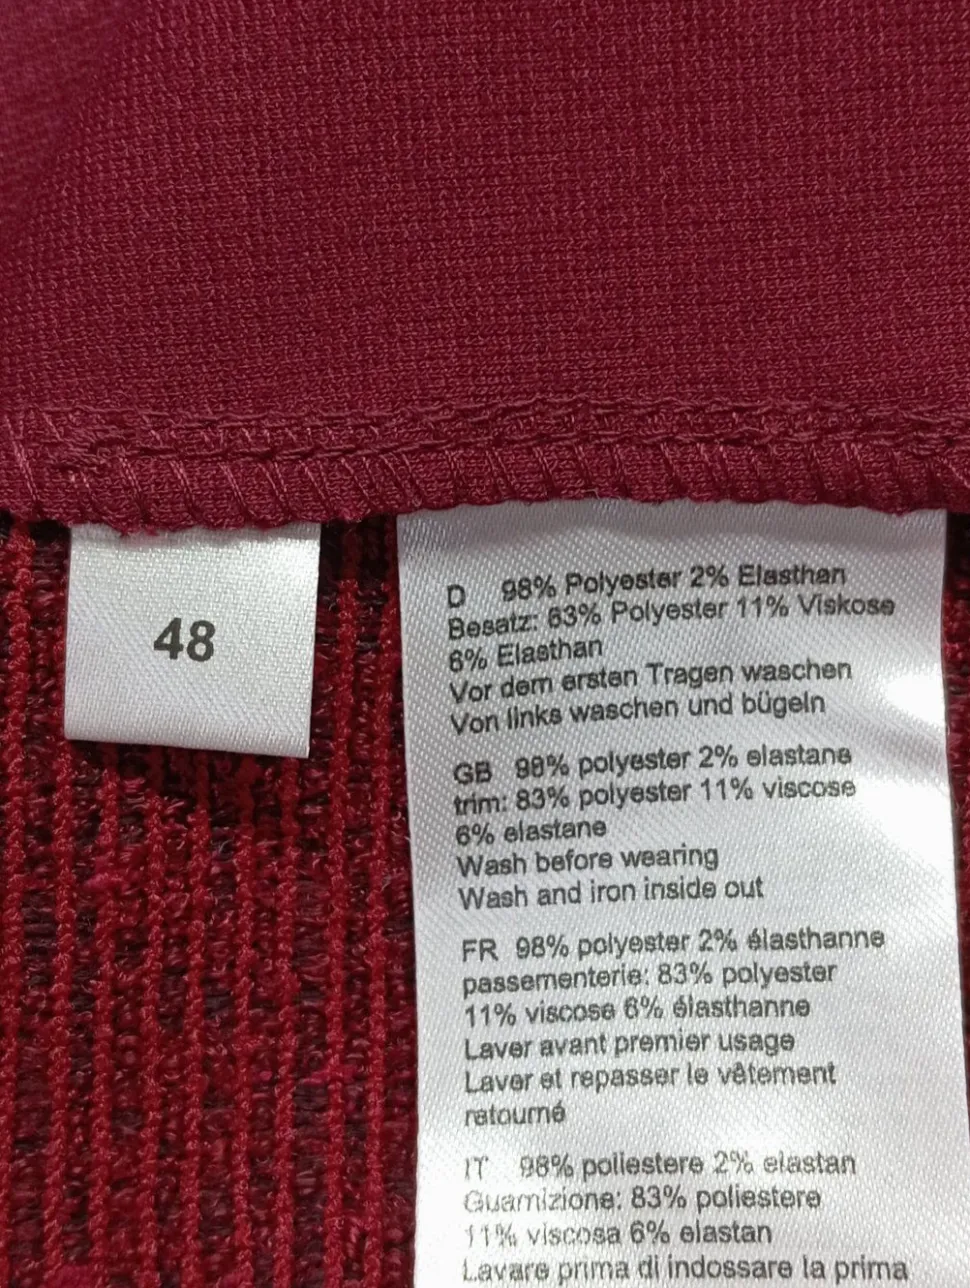 48
D 98% Polyester 2% Elasthan
Besatz: 83% Polyester 11% Viskose
6% Elasthan
Vor dem ersten Tragen waschen
Von links waschen und bügeln
GB 98% polyester 2% elastane
trim: 83% polyester 11% viscose
6% elastane
Wash before wearing
Wash and iron inside out
FR 98% polyester 2% élasthanne
passementerie: 83% polyester
11% viscose 6% élasthanne
Laver avant premier usage
Laver et repasser le vêtement
retourné
IT 98% poliestere 2% elastan
Guarnizione: 83% poliestere
11% viscosa 6% elastan
Lavare prima di indossare la prima